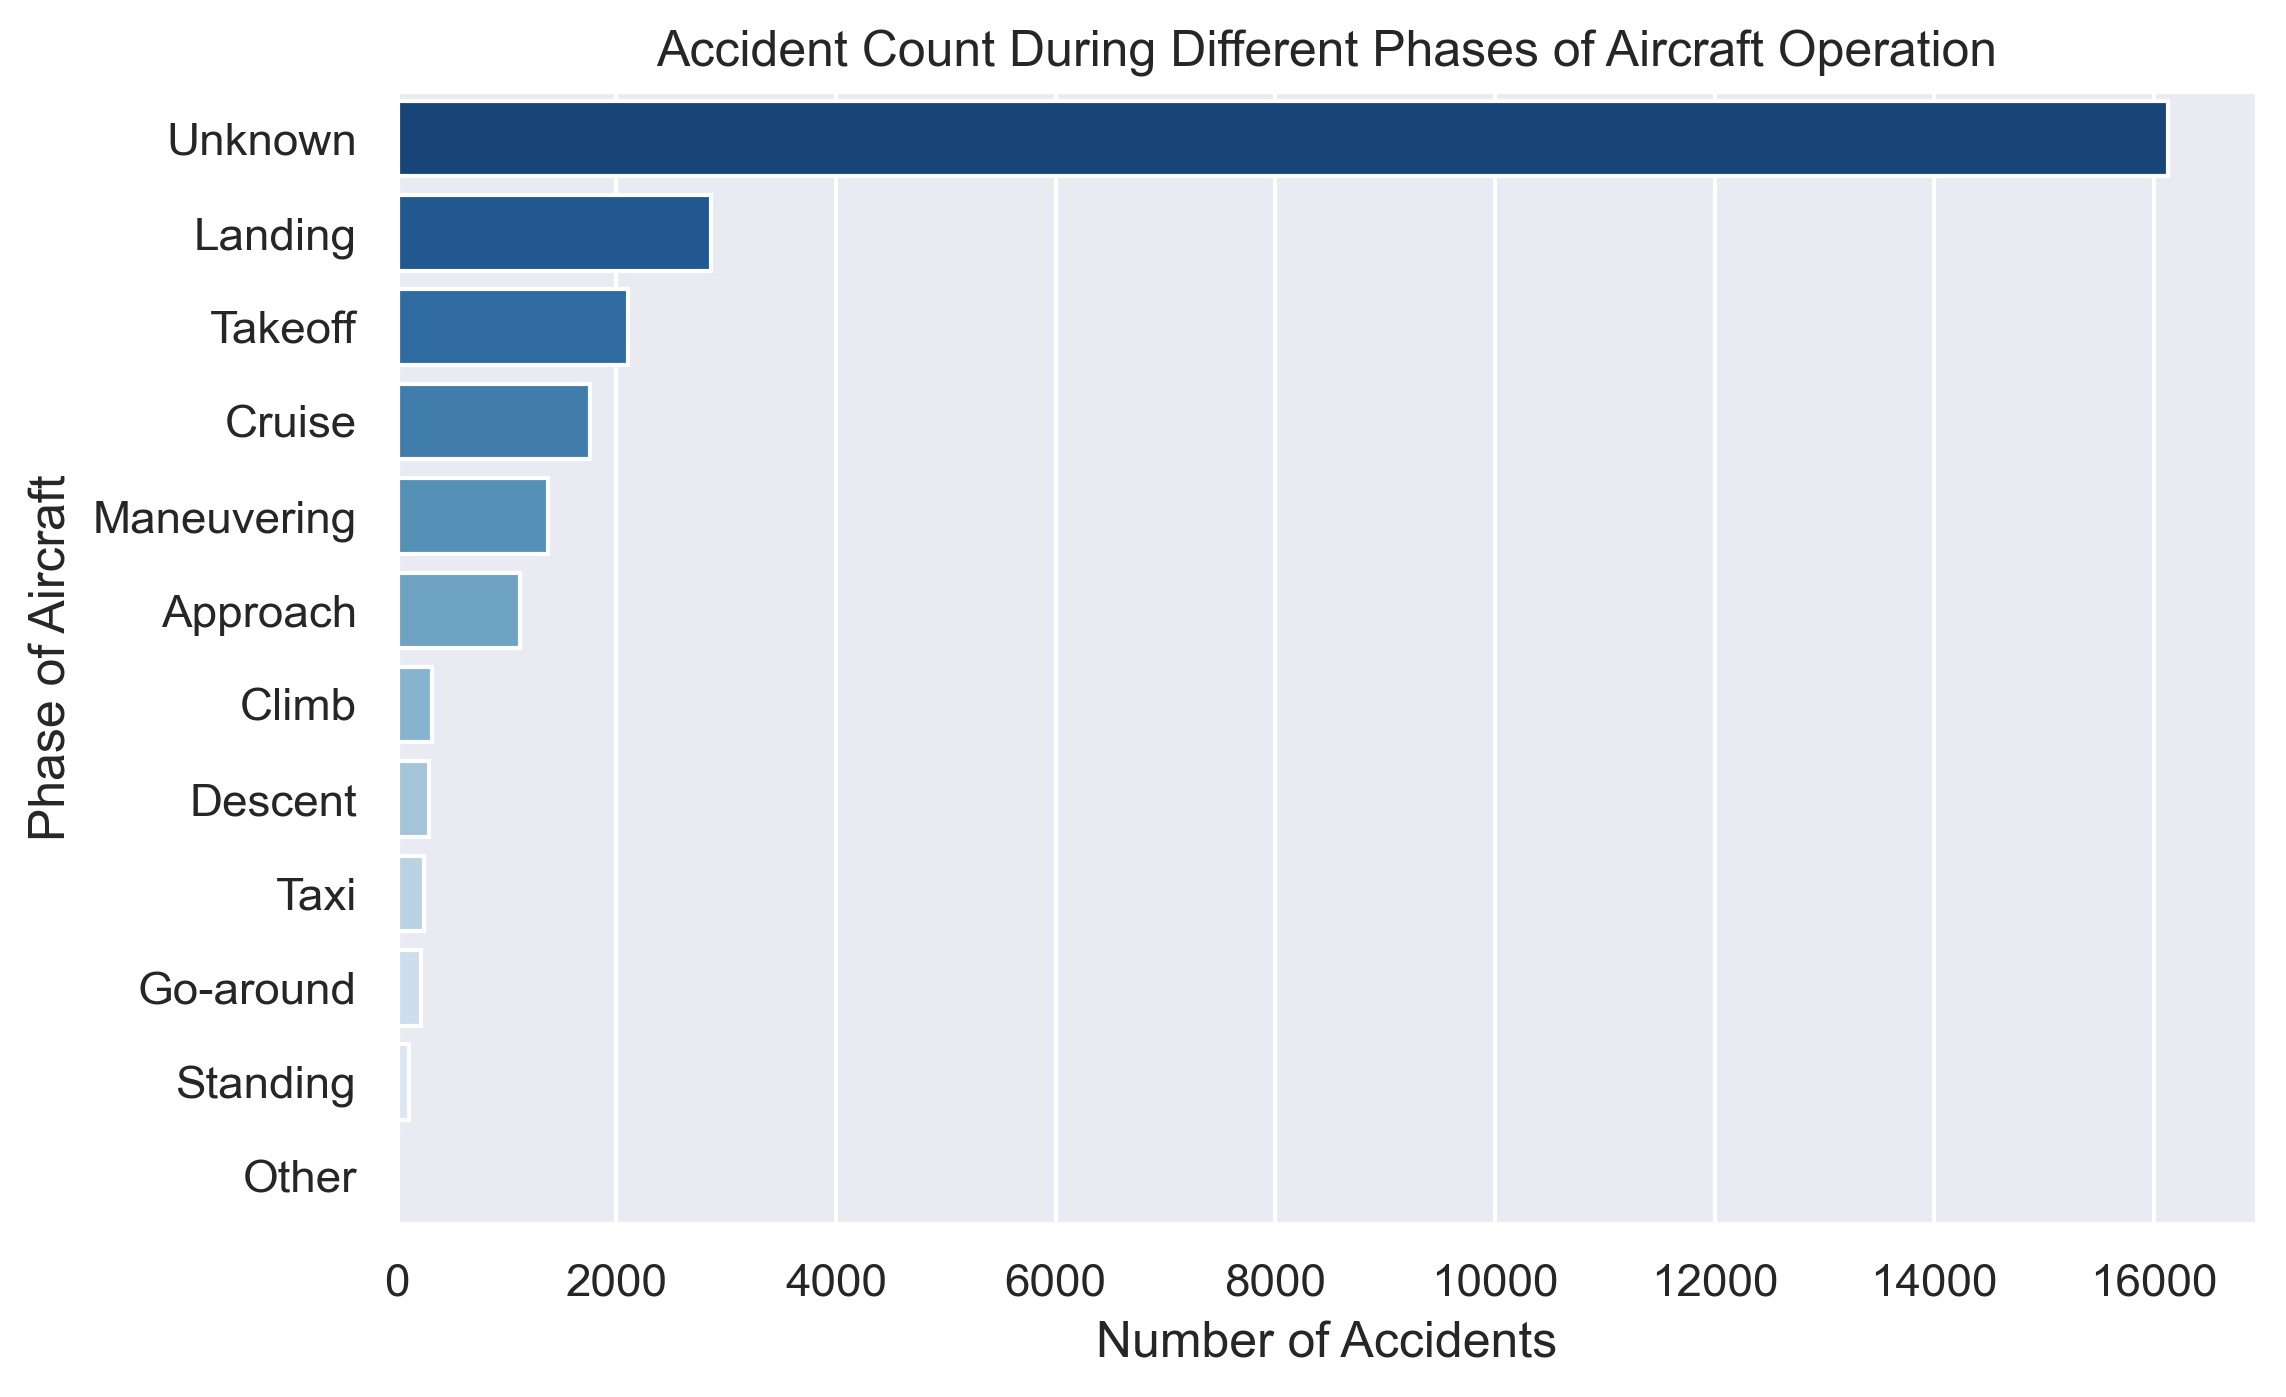 Accident Count During Different Phases of Aircraft Operation
Phase of Aircraft
Unknown
Landing
Takeoff
Cruise
Maneuvering
Approach
Climb
Descent
Taxi
Go-around
Standing
Other
0 2000 4000 6000 8000 10000 12000 14000 16000
Number of Accidents